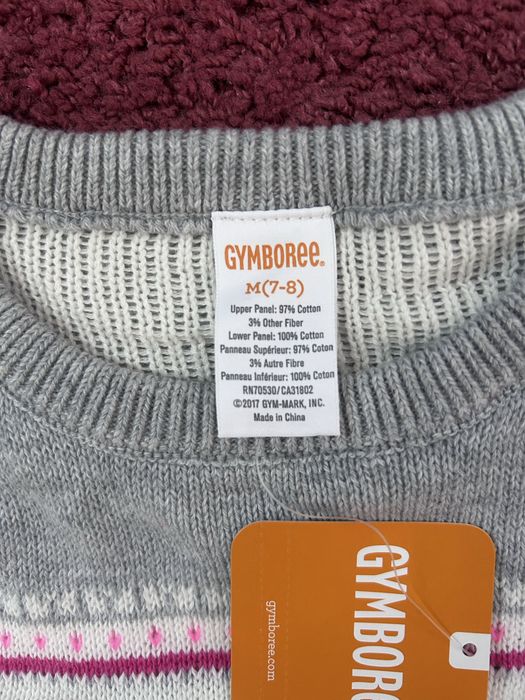 GYMBOREE®
M(7-8)
Upper Panel: 97% Cotton
3% Other Fiber
Lower Panel: 100% Cotton
Panneau Supérieur: 97% Coton
3% Autre Fibre
Panneau Inférieur: 100% Coton
RN70530/CA31802
©2017 GYM-MARK, INC.
Made in China
GYMBOR
gymboree.com